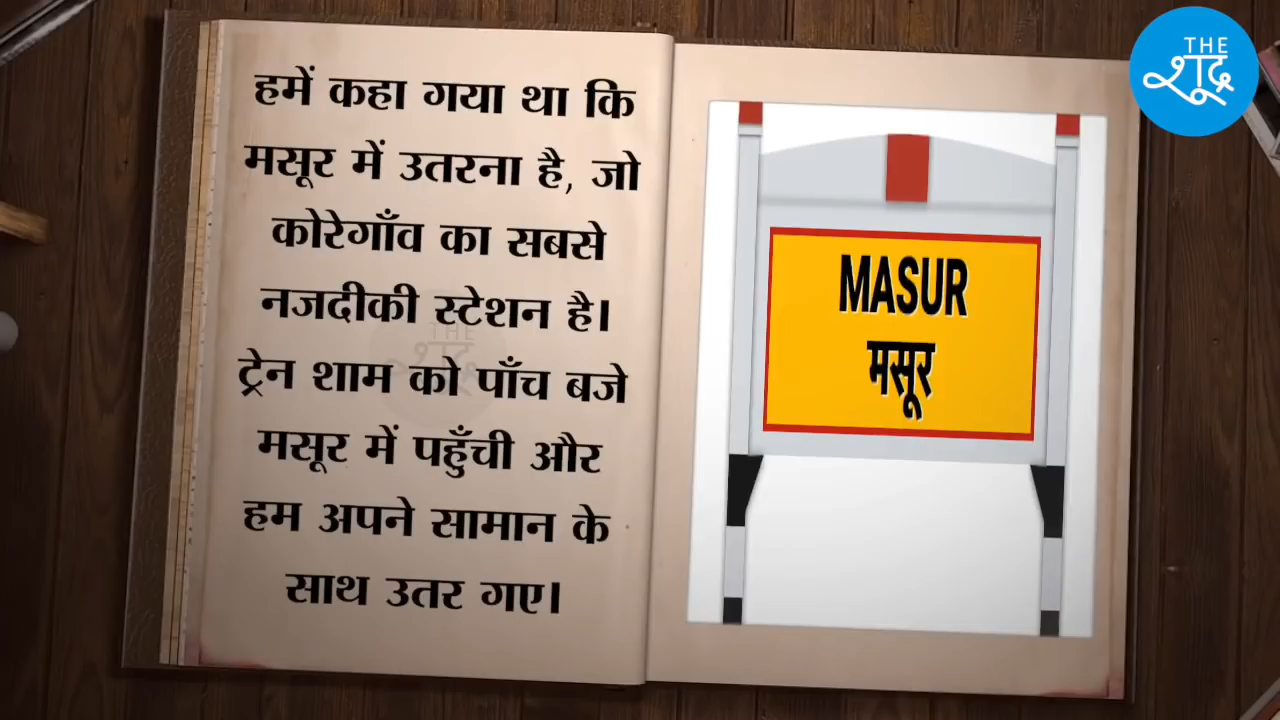 हमें कहा गया था कि
मसूर में उतरना है, जो
कोरेगाँव का सबसे
नजदीकी स्टेशन है।
ट्रेन शाम को पाँच बजे
मसूर में पहुँची और
हम अपने सामान के
साथ उतर गए।
MASUR
मसूर
THE
शब्द